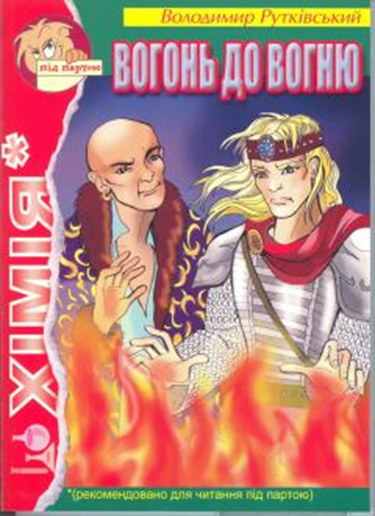 Володимир Рутківський
під партою
ВОГОНЬ ДО ВОГНЮ
ХІМІЯ*
*(рекомендовано для читання під партою)